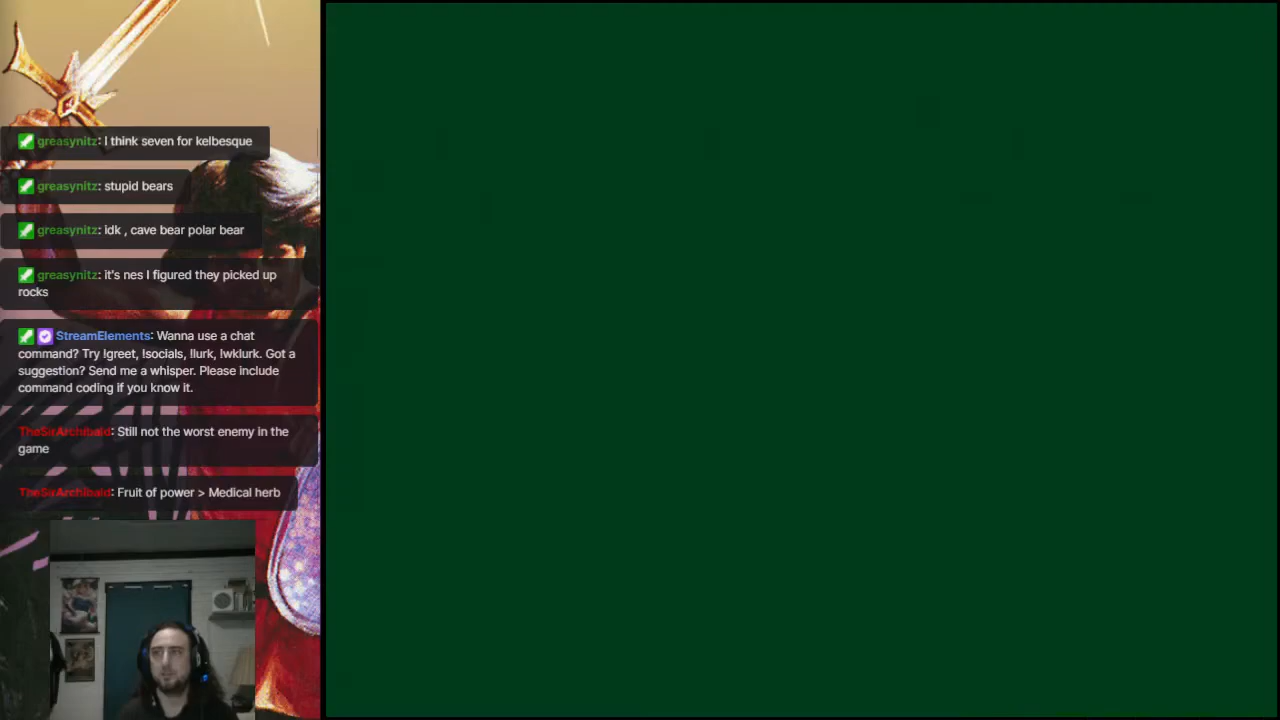 greasynitz: I think seven for kelbesque
greasynitz: stupid bears
greasynitz: idk , cave bear polar bear
greasynitz: it's nes I figured they picked up
rocks
StreamElements: Wanna use a chat
command? Try !greet, !socials, !lurk, !wklurk. Got a
suggestion? Send me a whisper. Please include
command coding if you know it.
TheSirArchibald: Still not the worst enemy in the
game
TheSirArchibald: Fruit of power > Medical herb